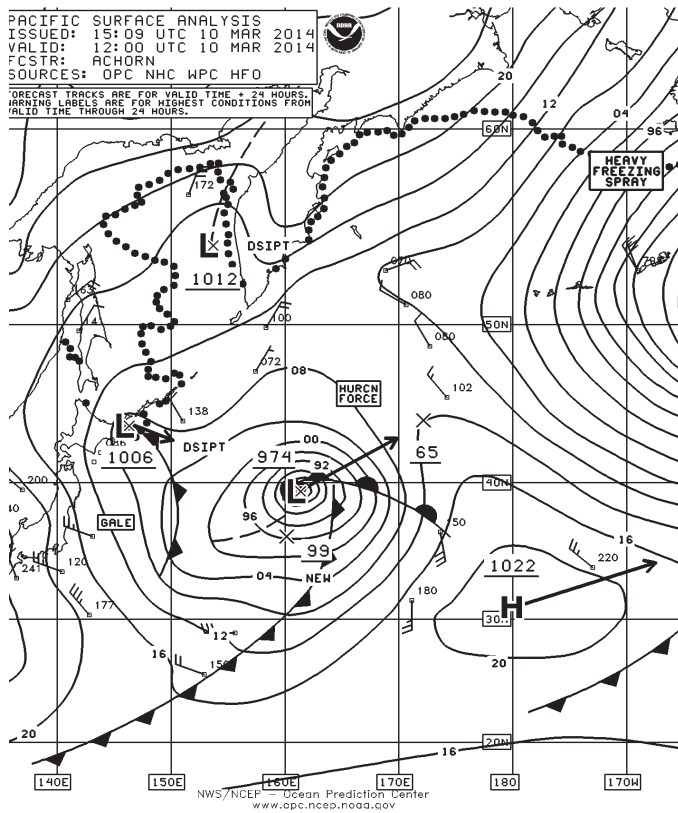 PACIFIC SURFACE ANALYSIS
ISSUED: 15:09 UTC 10 MAR 2014
VALID: 12:00 UTC 10 MAR 2014
FCSTR: ACHORN
SOURCES: OPC NHC WPC HFO
FORECAST TRACKS ARE FOR VALID TIME + 24 HOURS.
WARNING LABELS ARE FOR HIGHEST CONDITIONS FROM
VALID TIME THROUGH 24 HOURS.
NOAA
20
12
04
96
60N
HEAVY
FREEZING
SPRAY
172
L
DSIPT
1012
070
080
50N
14
100
080
072
08
102
HURCN
FORCE
138
L
1006
DSIPT
974
00
92
65
200
40N
L
96
GALE
99
150
16
241
120
04
NEW
1022
220
177
180
H
30N
12
16
20
20
20N
16
140E
150E
160E
170E
180
170W
NWS/NCEP – Ocean Prediction Center
www.opc.ncep.noaa.gov